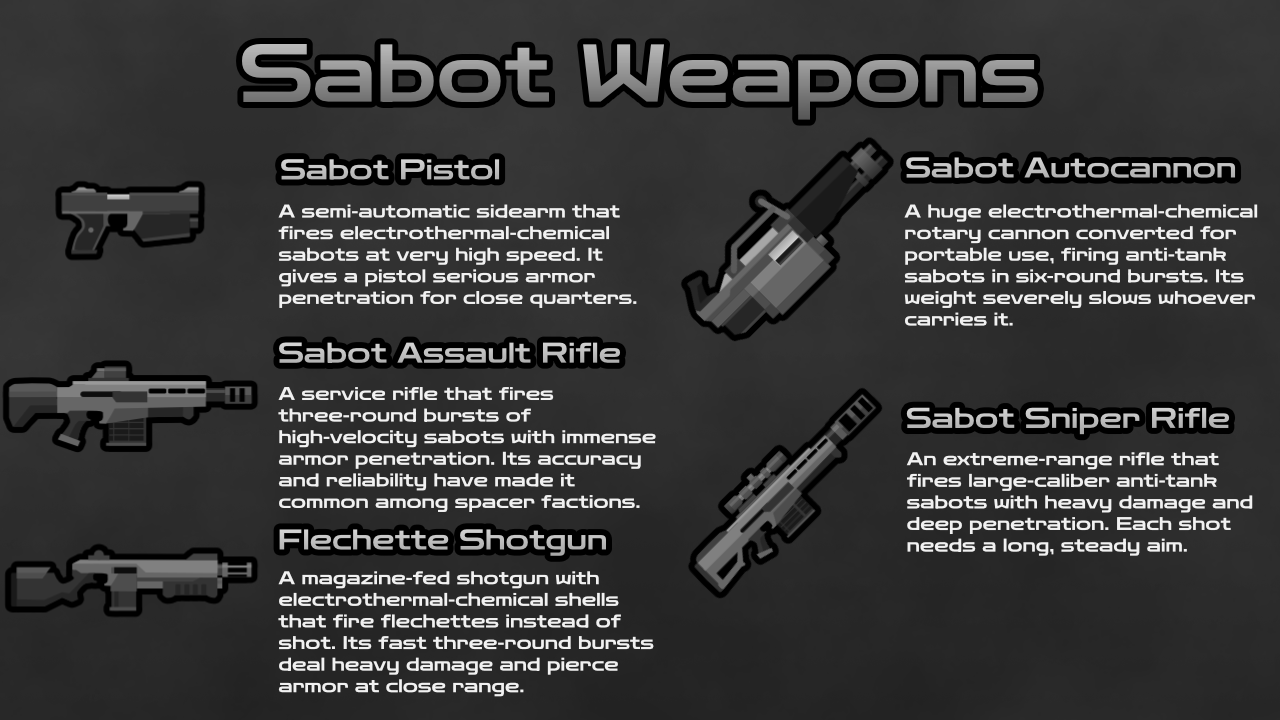 Sabot Weapons
Sabot Pistol
A semi-automatic sidearm that
fires electrothermal-chemical
sabots at very high speed. It
gives a pistol serious armor
penetration for close quarters.
Sabot Assault Rifle
A service rifle that fires
three-round bursts of
high-velocity sabots with immense
armor penetration. Its accuracy
and reliability have made it
common among spacer factions.
Flechette Shotgun
A magazine-fed shotgun with
electrothermal-chemical shells
that fire flechettes instead of
shot. Its fast three-round bursts
deal heavy damage and pierce
armor at close range.
Sabot Autocannon
A huge electrothermal-chemical
rotary cannon converted for
portable use, firing anti-tank
sabots in six-round bursts. Its
weight severely slows whoever
carries it.
Sabot Sniper Rifle
An extreme-range rifle that
fires large-caliber anti-tank
sabots with heavy damage and
deep penetration. Each shot
needs a long, steady aim.